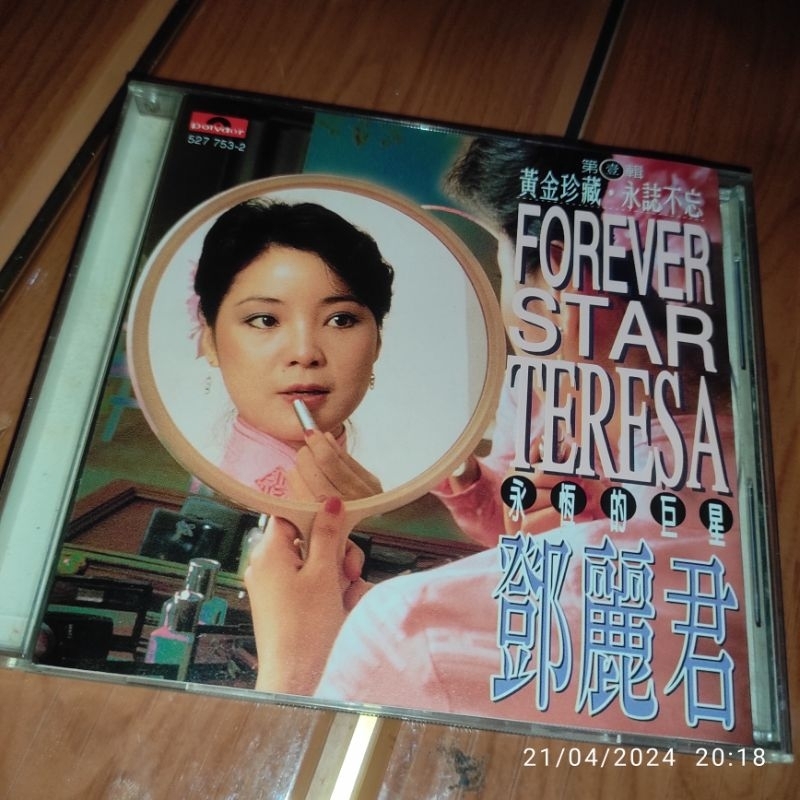 Polydor
527 753-2
第壹輯
黃金珍藏·永誌不忘
FOREVER
STAR
TERESA
永恆的巨星
鄧麗君
21/04/2024 20:18